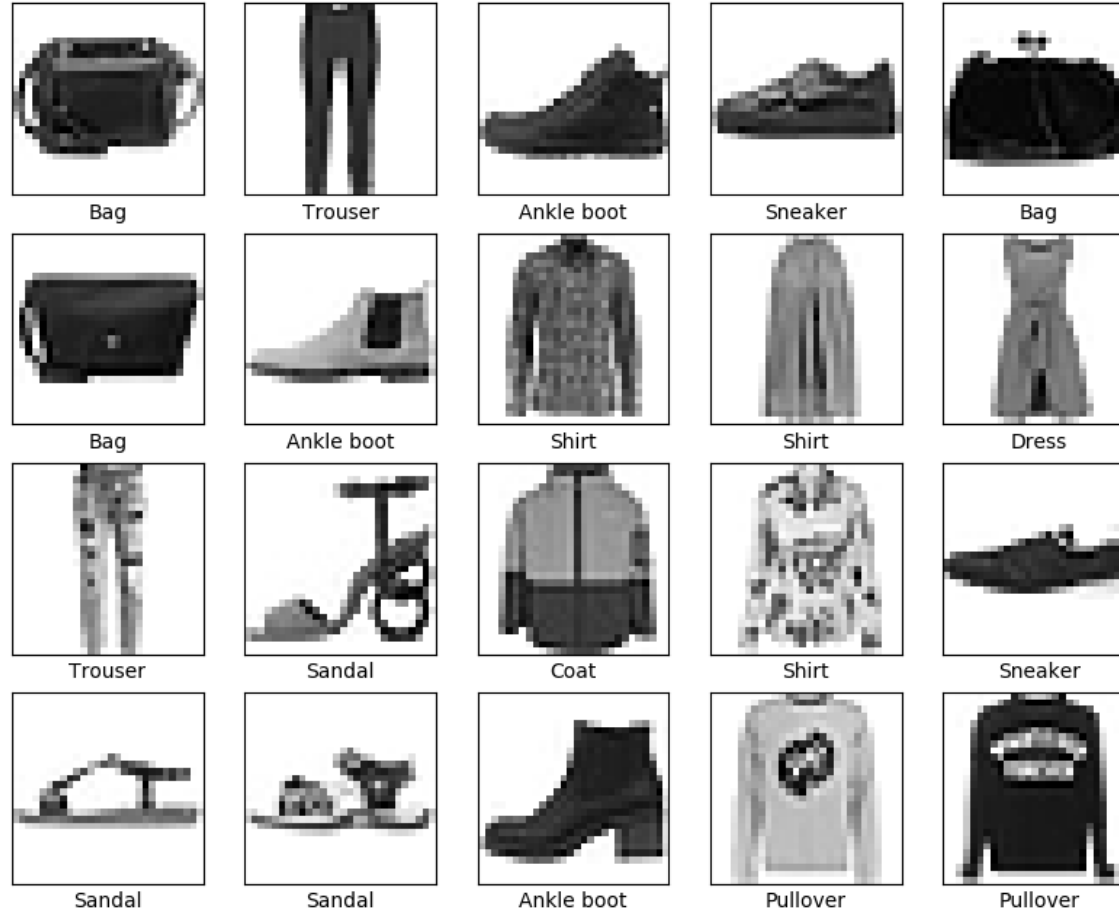 Bag Trouser Ankle boot Sneaker Bag
Bag Ankle boot Shirt Shirt Dress
Trouser Sandal Coat Shirt Sneaker
Sandal Sandal Ankle boot Pullover Pullover